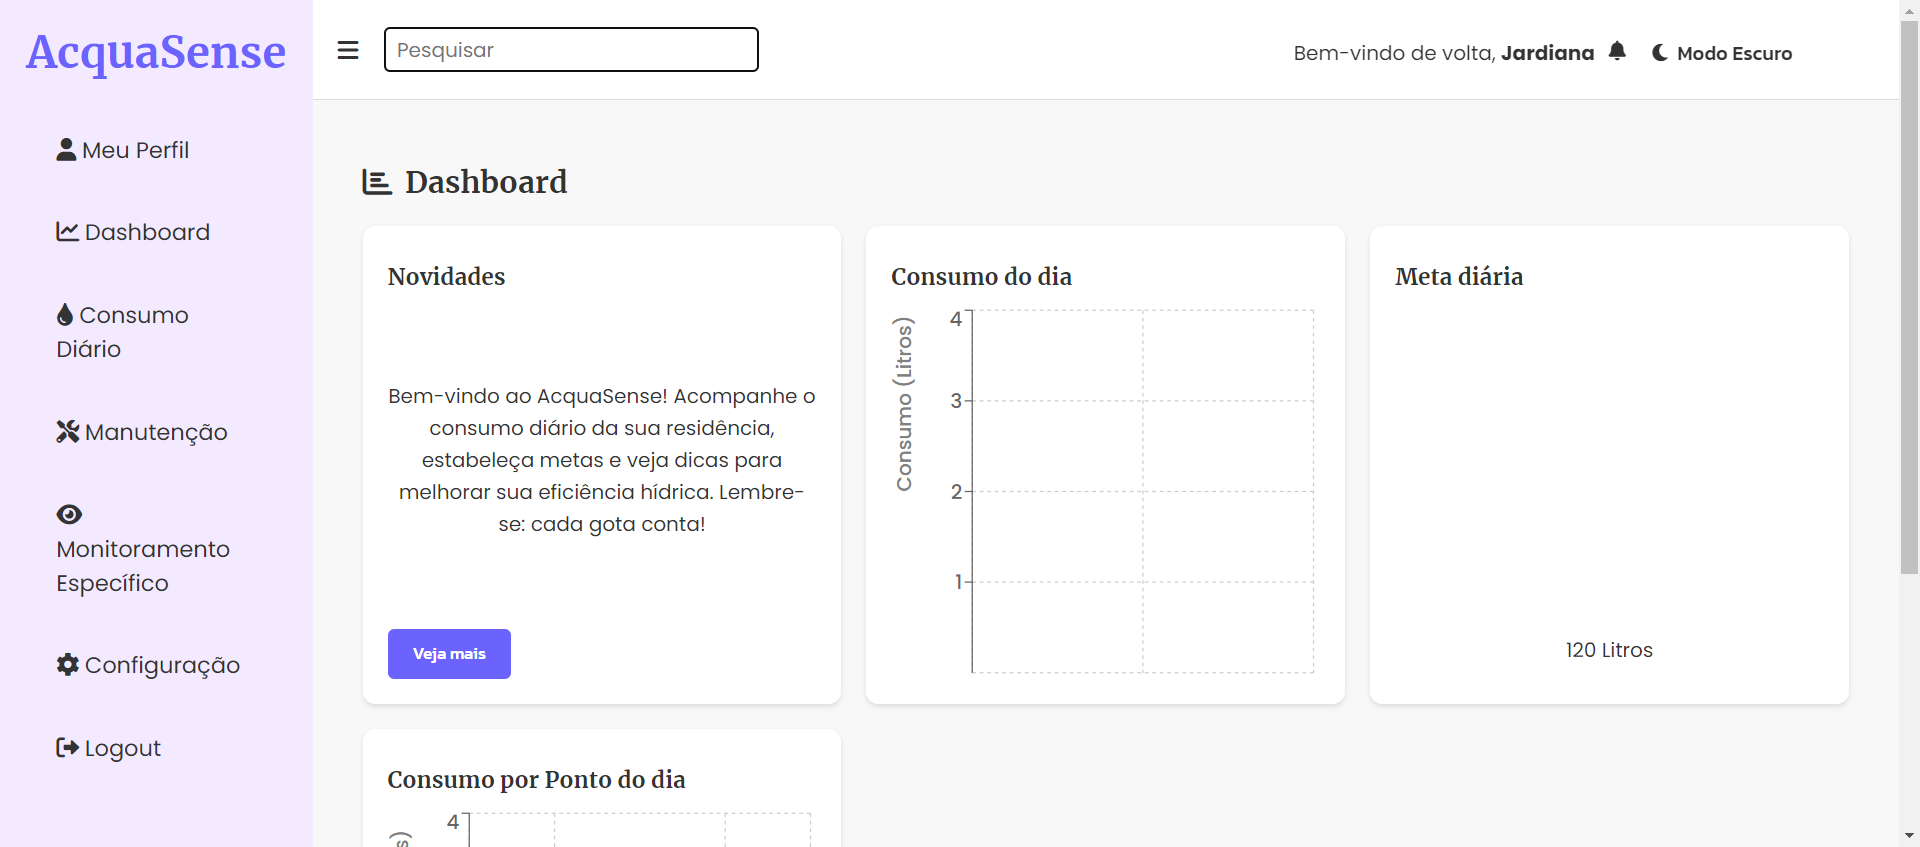 AcquaSense
Meu Perfil
Dashboard
Consumo
Diário
Manutenção
Monitoramento
Específico
Configuração
Logout
Pesquisar
Bem-vindo de volta, Jardiana
Modo Escuro
Dashboard
Novidades
Bem-vindo ao AcquaSense! Acompanhe o
consumo diário da sua residência,
estabeleça metas e veja dicas para
melhorar sua eficiência hídrica. Lembre-
se: cada gota conta!
Veja mais
Consumo do dia
Consumo (Litros)
4
3
2
1
Meta diária
120 Litros
Consumo por Ponto do dia
4